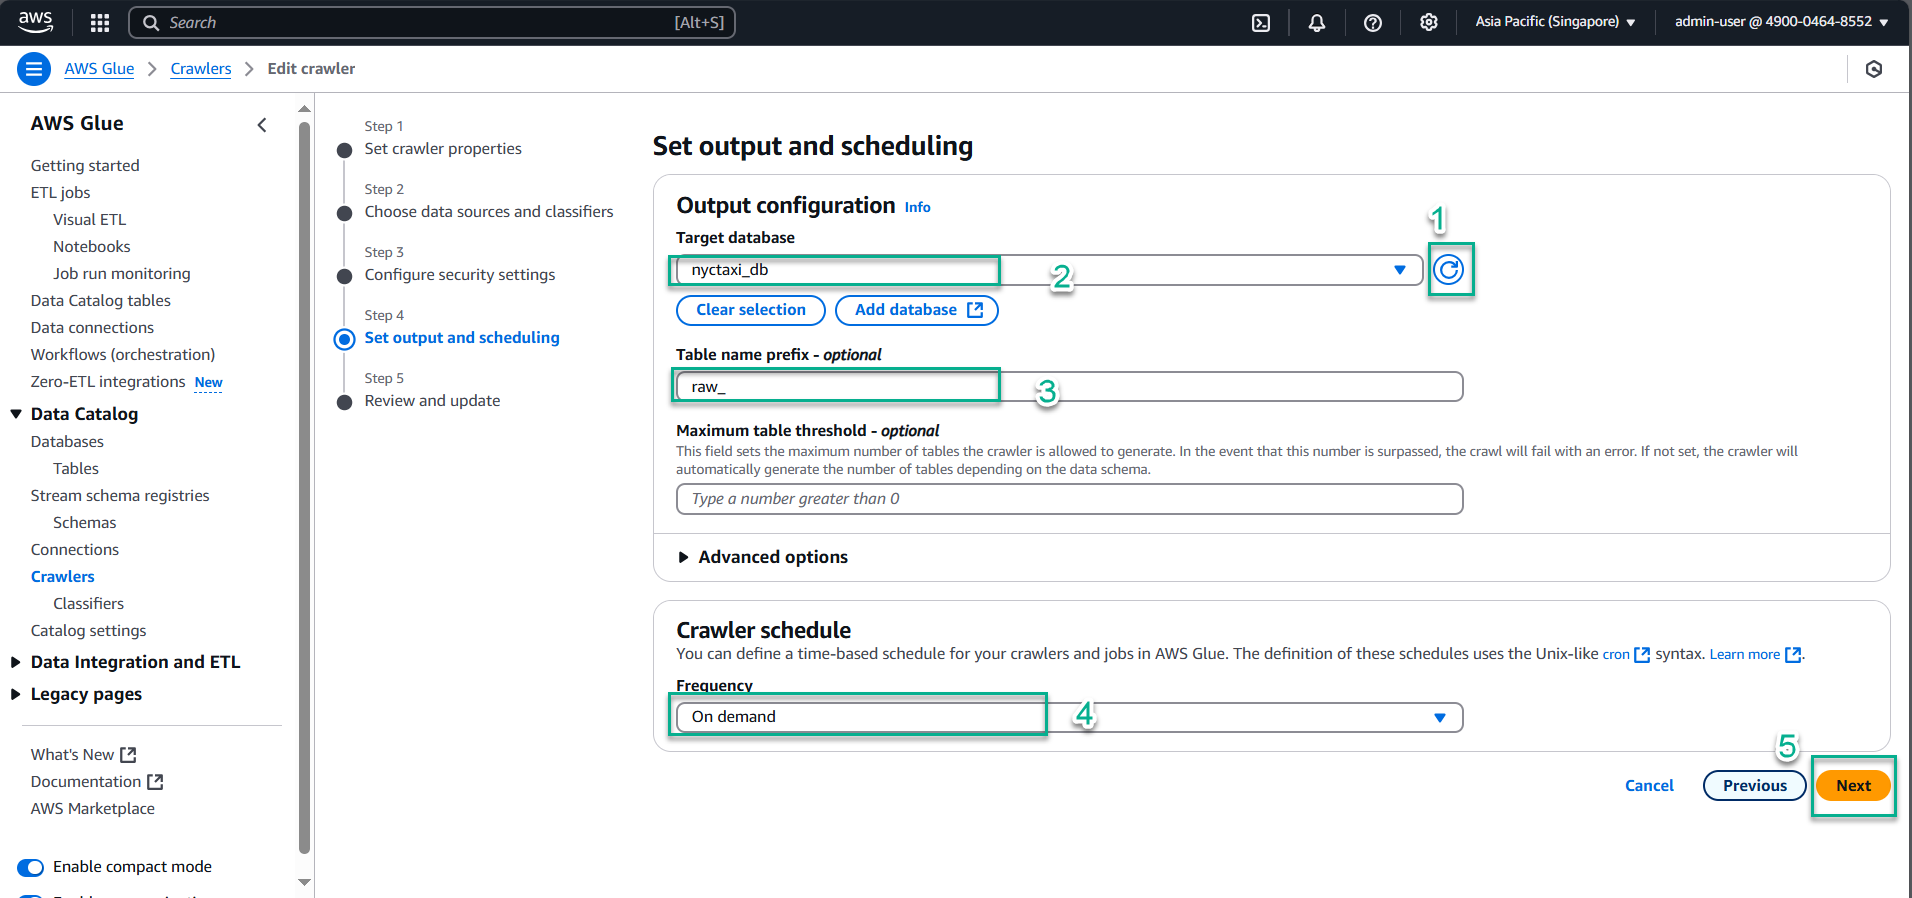 aws
Search [Alt+S]
Asia Pacific (Singapore)
admin-user @ 4900-0464-8552
AWS Glue
Crawlers
Edit crawler
AWS Glue
Getting started
ETL jobs
Visual ETL
Notebooks
Job run monitoring
Data Catalog tables
Data connections
Workflows (orchestration)
Zero-ETL integrations New
Data Catalog
Databases
Tables
Stream schema registries
Schemas
Connections
Crawlers
Classifiers
Catalog settings
Data Integration and ETL
Legacy pages
What's New
Documentation
AWS Marketplace
Enable compact mode
Step 1
Set crawler properties
Step 2
Choose data sources and classifiers
Step 3
Configure security settings
Step 4
Set output and scheduling
Step 5
Review and update
Set output and scheduling
Output configuration Info
1
Target database
nyctaxi_db
2
Clear selection
Add database
Table name prefix - optional
raw_
3
Maximum table threshold - optional
This field sets the maximum number of tables the crawler is allowed to generate. In the event that this number is surpassed, the crawl will fail with an error. If not set, the crawler will
automatically generate the number of tables depending on the data schema.
Type a number greater than 0
Advanced options
Crawler schedule
You can define a time-based schedule for your crawlers and jobs in AWS Glue. The definition of these schedules uses the Unix-like cron syntax. Learn more .
Frequency
On demand
4
5
Cancel
Previous
Next